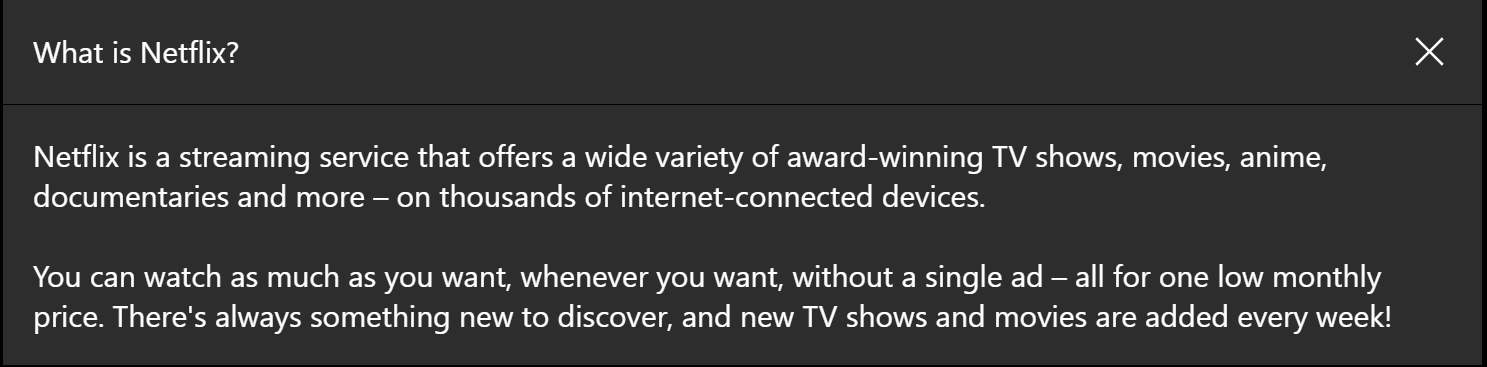 What is Netflix?
Netflix is a streaming service that offers a wide variety of award-winning TV shows, movies, anime,
documentaries and more – on thousands of internet-connected devices.
You can watch as much as you want, whenever you want, without a single ad – all for one low monthly
price. There's always something new to discover, and new TV shows and movies are added every week!